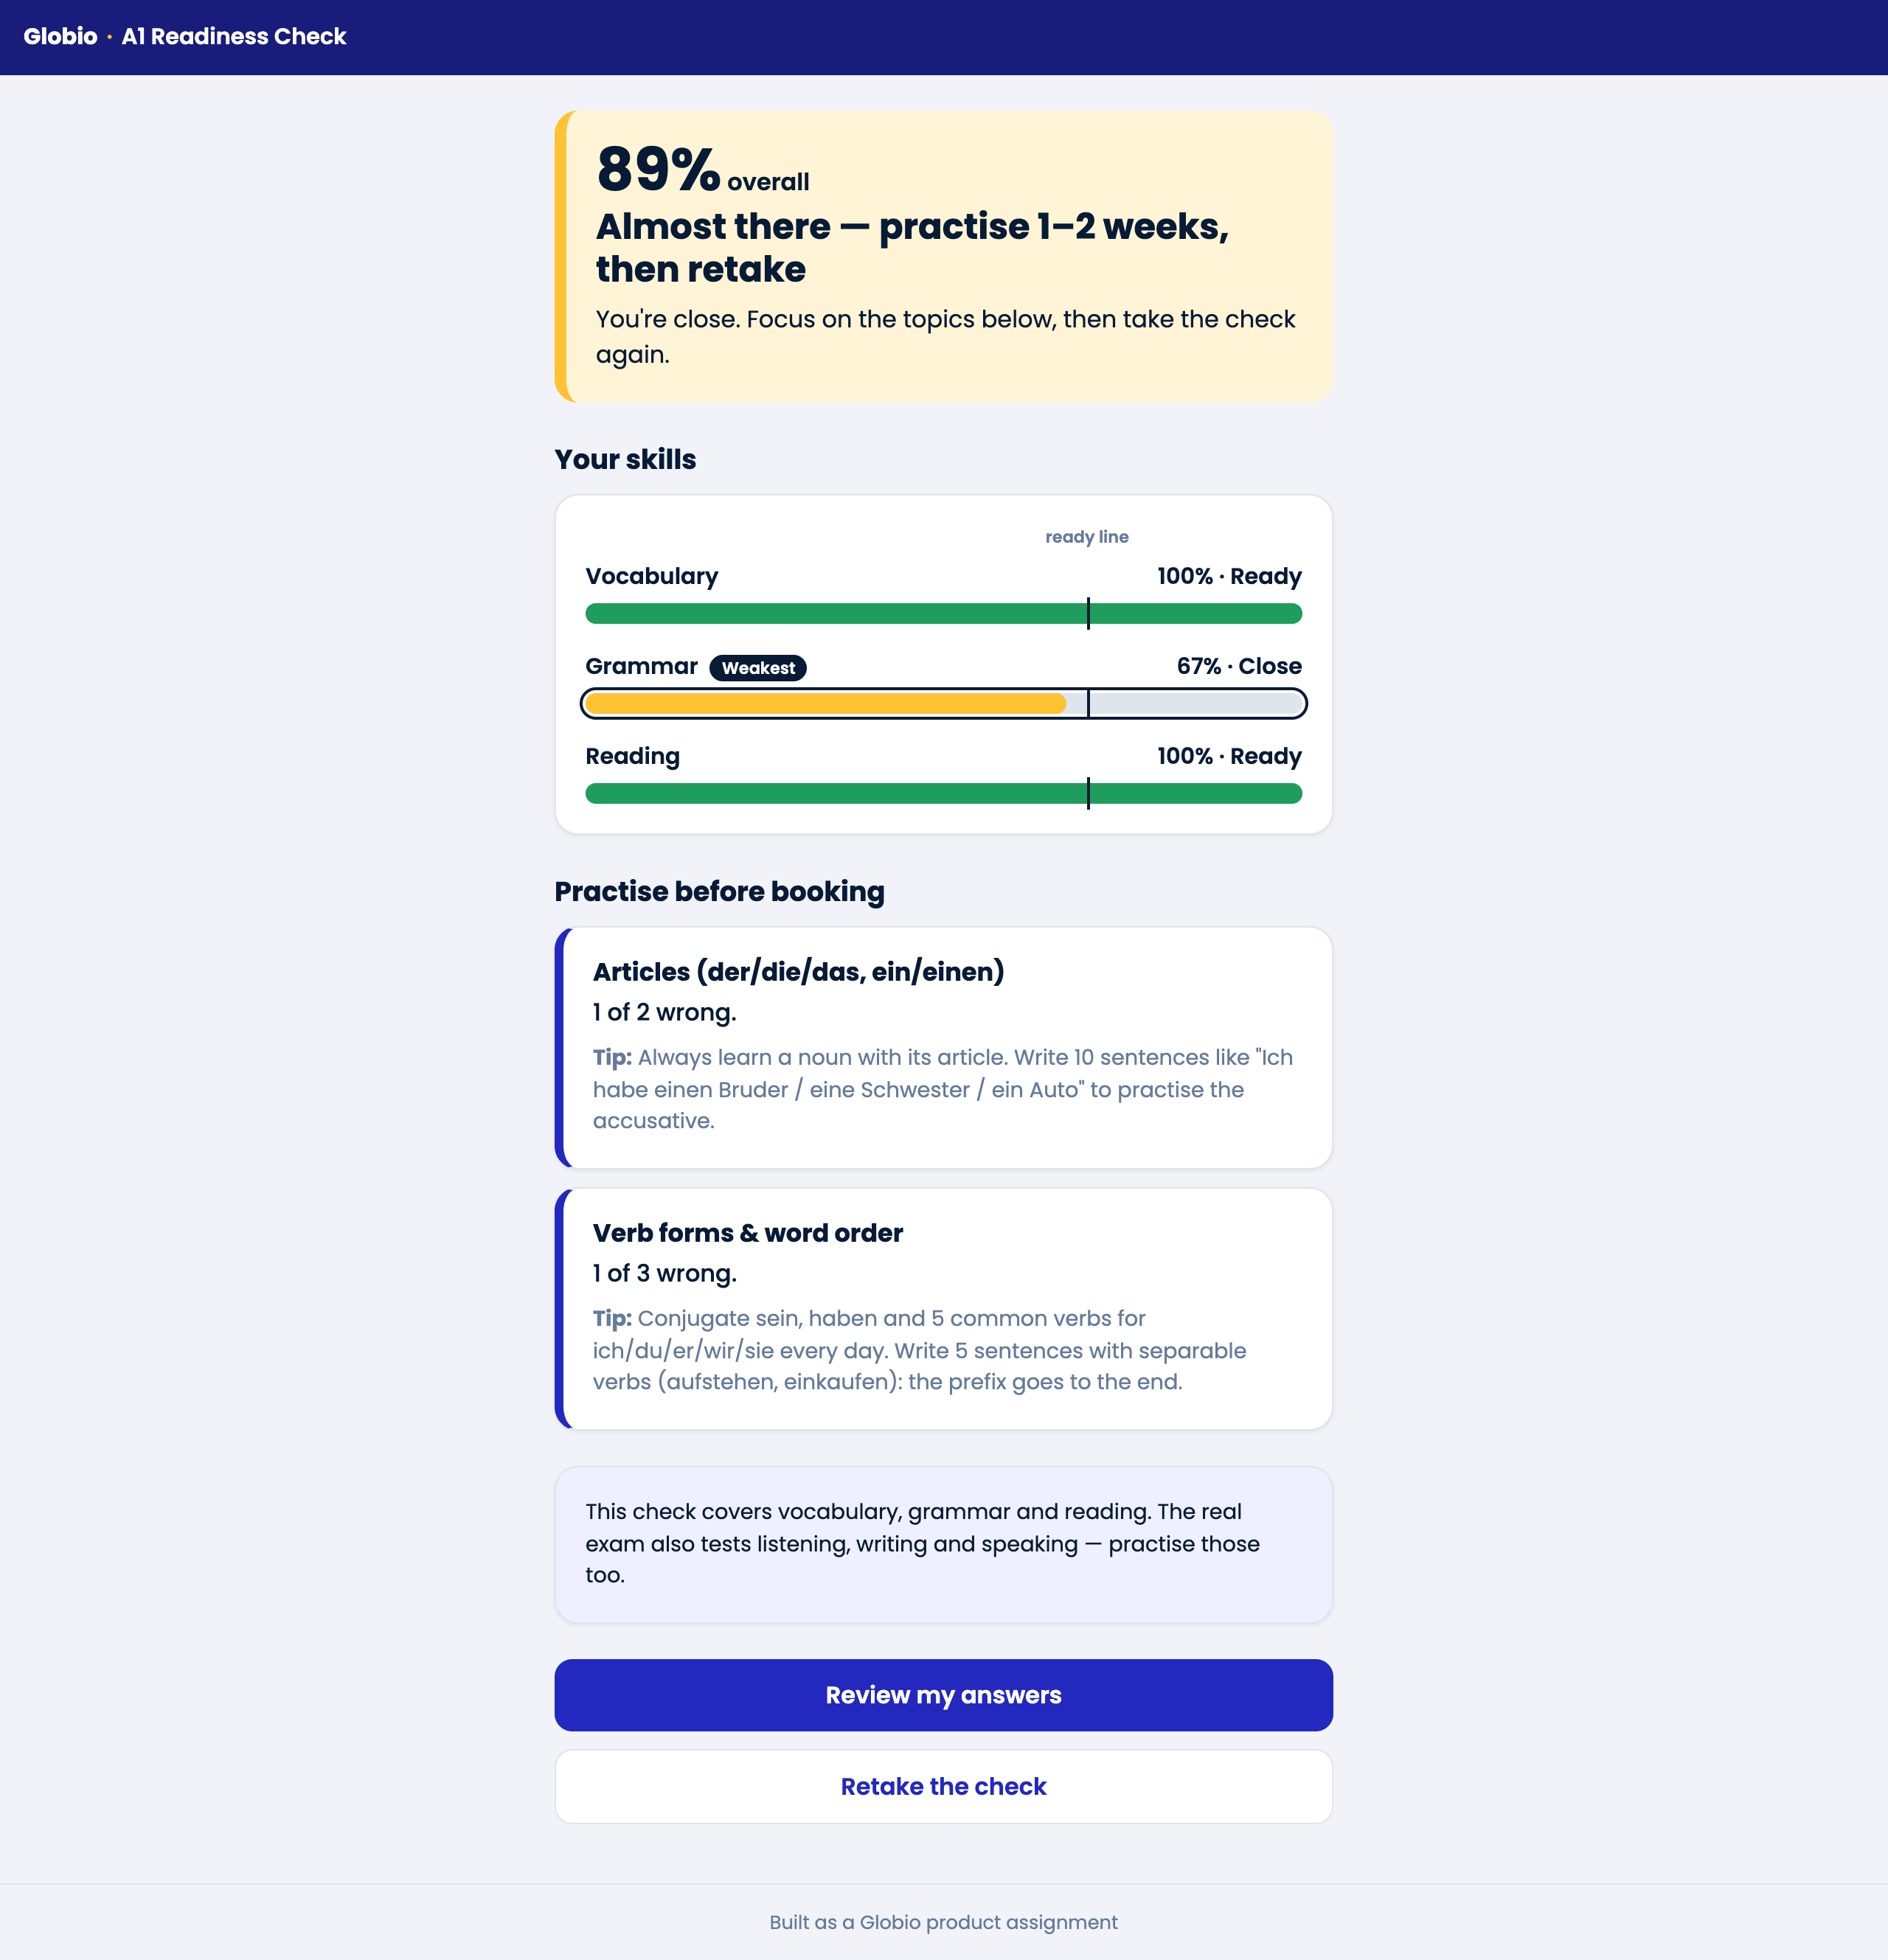 Globio · A1 Readiness Check
89% overall
Almost there — practise 1–2 weeks,
then retake
You're close. Focus on the topics below, then take the check
again.
Your skills
ready line
Vocabulary 100% · Ready
Grammar Weakest 67% · Close
Reading 100% · Ready
Practise before booking
Articles (der/die/das, ein/einen)
1 of 2 wrong.
Tip: Always learn a noun with its article. Write 10 sentences like "Ich
habe einen Bruder / eine Schwester / ein Auto" to practise the
accusative.
Verb forms & word order
1 of 3 wrong.
Tip: Conjugate sein, haben and 5 common verbs for
ich/du/er/wir/sie every day. Write 5 sentences with separable
verbs (aufstehen, einkaufen): the prefix goes to the end.
This check covers vocabulary, grammar and reading. The real
exam also tests listening, writing and speaking — practise those
too.
Review my answers
Retake the check
Built as a Globio product assignment